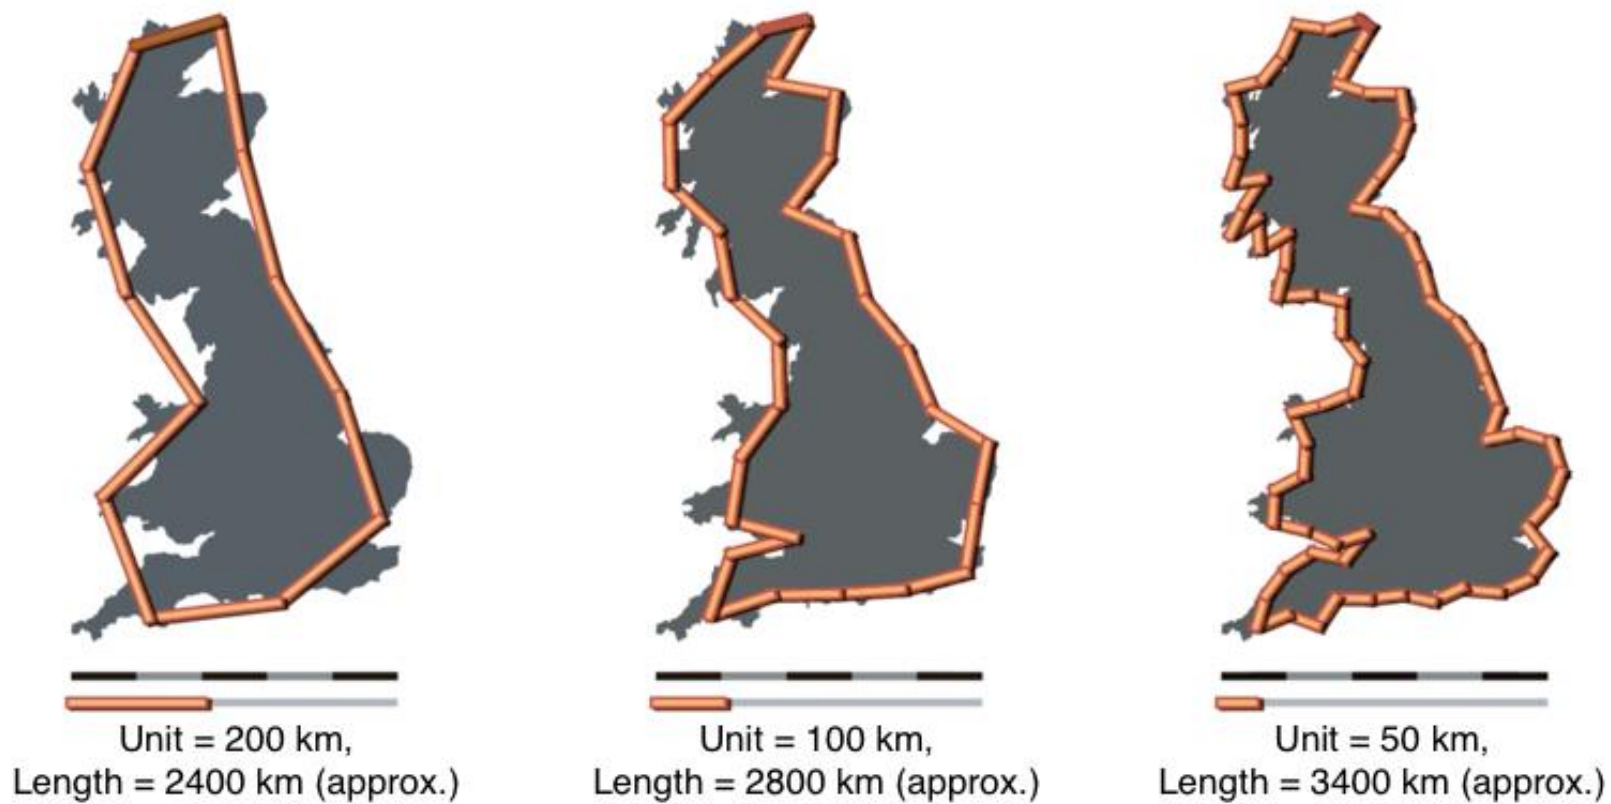 Unit = 200 km,
Length = 2400 km (approx.)
Unit = 100 km,
Length = 2800 km (approx.)
Unit = 50 km,
Length = 3400 km (approx.)